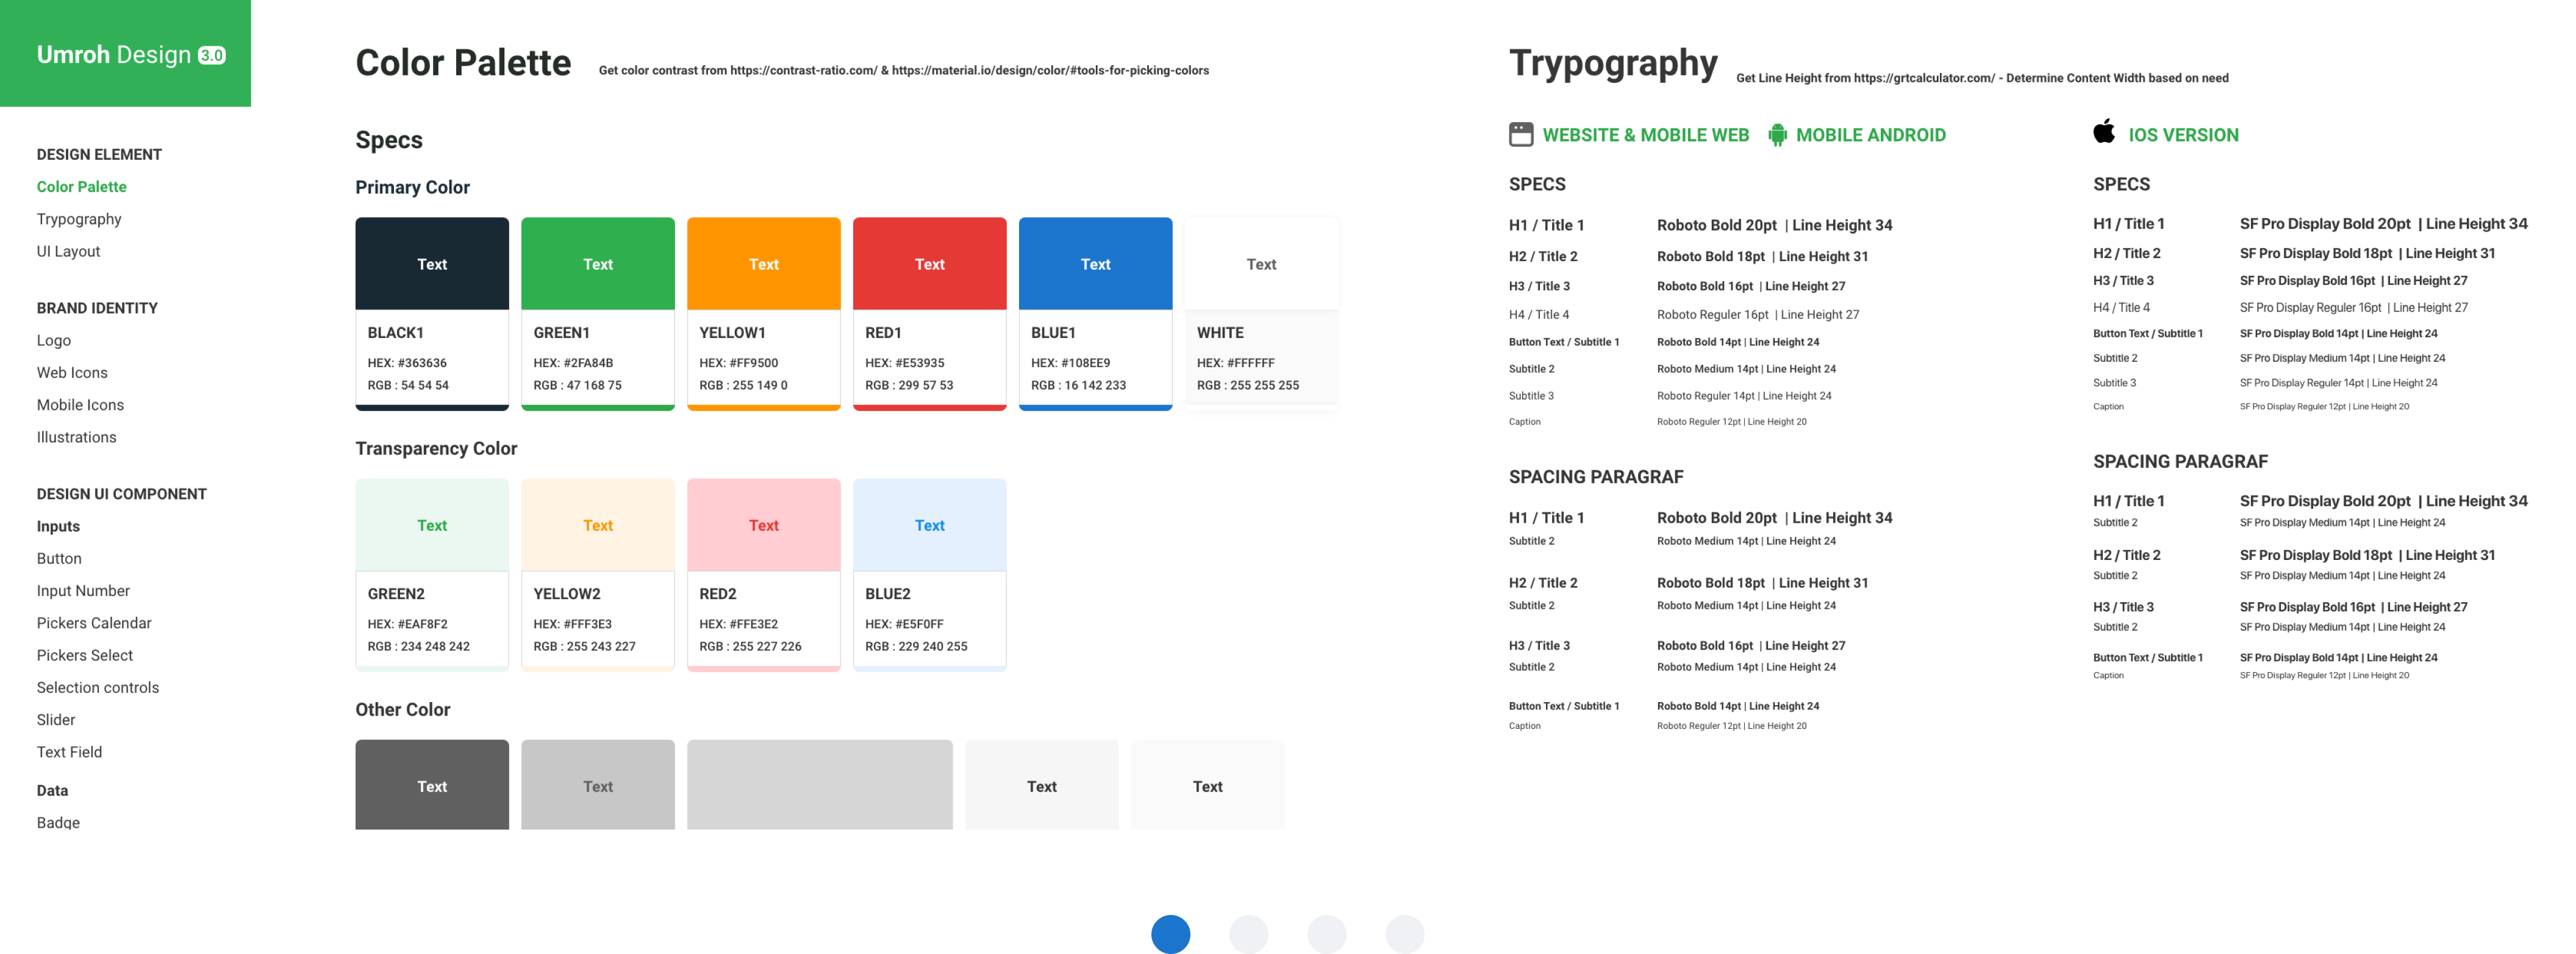 Umroh Design 3.0
DESIGN ELEMENT
Color Palette
Trypography
UI Layout
BRAND IDENTITY
Logo
Web Icons
Mobile Icons
Illustrations
DESIGN UI COMPONENT
Inputs
Button
Input Number
Pickers Calendar
Pickers Select
Selection controls
Slider
Text Field
Data
Badge
Color Palette
Get color contrast from https://contrast-ratio.com/ & https://material.io/design/color/#tools-for-picking-colors
Specs
Primary Color
Text
BLACK1
HEX: #363636
RGB : 54 54 54
Text
GREEN1
HEX: #2FA84B
RGB : 47 168 75
Text
YELLOW1
HEX: #FF9500
RGB : 255 149 0
Text
RED1
HEX: #E53935
RGB : 299 57 53
Text
BLUE1
HEX: #108EE9
RGB : 16 142 233
Text
WHITE
HEX: #FFFFFF
RGB : 255 255 255
Transparency Color
Text
GREEN2
HEX: #EAF8F2
RGB : 234 248 242
Text
YELLOW2
HEX: #FFF3E3
RGB : 255 243 227
Text
RED2
HEX: #FFE3E2
RGB : 255 227 226
Text
BLUE2
HEX: #E5F0FF
RGB : 229 240 255
Other Color
Text
Text
Text
Text
Trypography
Get Line Height from https://grtcalculator.com/ - Determine Content Width based on need
WEBSITE & MOBILE WEB
MOBILE ANDROID
SPECS
H1 / Title 1 Roboto Bold 20pt | Line Height 34
H2 / Title 2 Roboto Bold 18pt | Line Height 31
H3 / Title 3 Roboto Bold 16pt | Line Height 27
H4 / Title 4 Roboto Reguler 16pt | Line Height 27
Button Text / Subtitle 1 Roboto Bold 14pt | Line Height 24
Subtitle 2 Roboto Medium 14pt | Line Height 24
Subtitle 3 Roboto Reguler 14pt | Line Height 24
Caption Roboto Reguler 12pt | Line Height 20
SPACING PARAGRAF
H1 / Title 1 Roboto Bold 20pt | Line Height 34
Subtitle 2 Roboto Medium 14pt | Line Height 24
H2 / Title 2 Roboto Bold 18pt | Line Height 31
Subtitle 2 Roboto Medium 14pt | Line Height 24
H3 / Title 3 Roboto Bold 16pt | Line Height 27
Subtitle 2 Roboto Medium 14pt | Line Height 24
Button Text / Subtitle 1 Roboto Bold 14pt | Line Height 24
Caption Roboto Reguler 12pt | Line Height 20
IOS VERSION
SPECS
H1 / Title 1 SF Pro Display Bold 20pt | Line Height 34
H2 / Title 2 SF Pro Display Bold 18pt | Line Height 31
H3 / Title 3 SF Pro Display Bold 16pt | Line Height 27
H4 / Title 4 SF Pro Display Reguler 16pt | Line Height 27
Button Text / Subtitle 1 SF Pro Display Bold 14pt | Line Height 24
Subtitle 2 SF Pro Display Medium 14pt | Line Height 24
Subtitle 3 SF Pro Display Reguler 14pt | Line Height 24
Caption SF Pro Display Reguler 12pt | Line Height 20
SPACING PARAGRAF
H1 / Title 1 SF Pro Display Bold 20pt | Line Height 34
Subtitle 2 SF Pro Display Medium 14pt | Line Height 24
H2 / Title 2 SF Pro Display Bold 18pt | Line Height 31
Subtitle 2 SF Pro Display Medium 14pt | Line Height 24
H3 / Title 3 SF Pro Display Bold 16pt | Line Height 27
Subtitle 2 SF Pro Display Medium 14pt | Line Height 24
Button Text / Subtitle 1 SF Pro Display Bold 14pt | Line Height 24
Caption SF Pro Display Reguler 12pt | Line Height 20